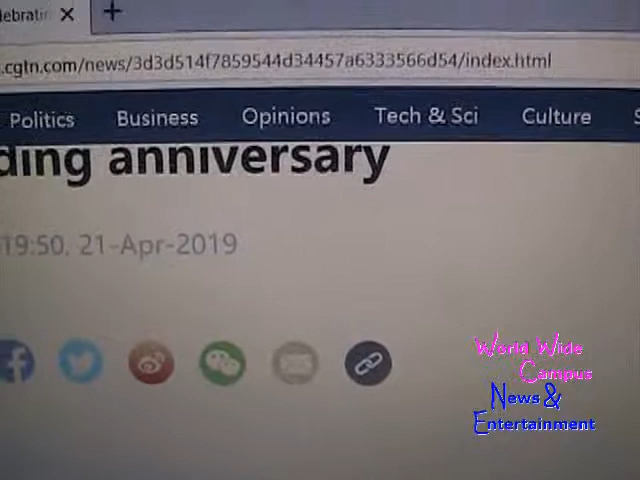 lebratin
.cgtn.com/news/3d3d514f7859544d34457a6333566d54/index.html
Politics Business Opinions Tech & Sci Culture S
ding anniversary
19:50, 21-Apr-2019
World Wide
Campus
News &
Entertainment